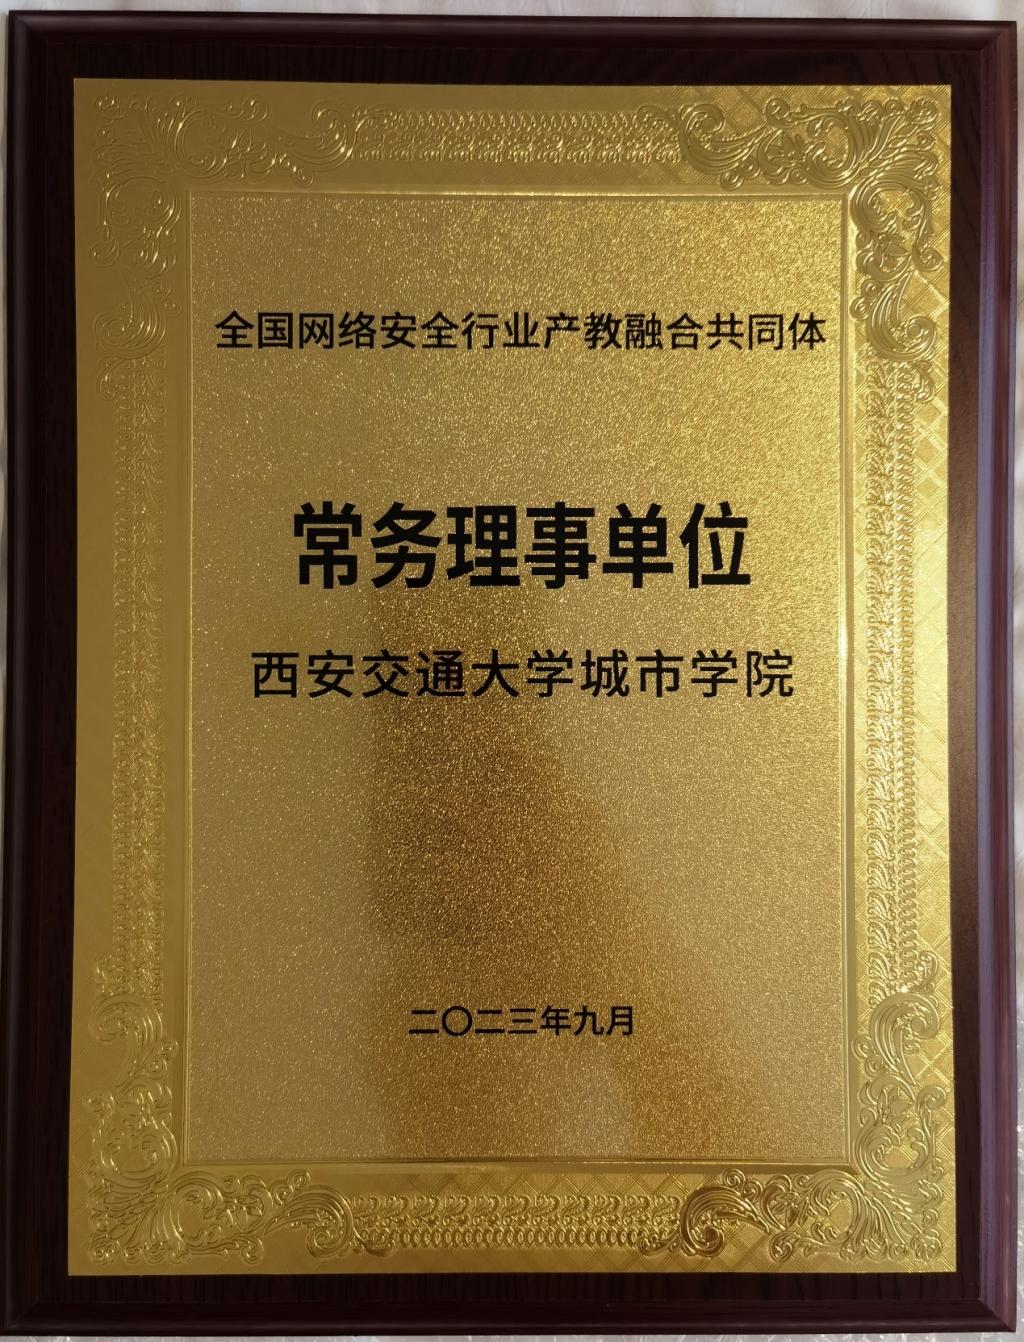 全国网络安全行业产教融合共同体
常务理事单位
西安交通大学城市学院
二〇二三年九月